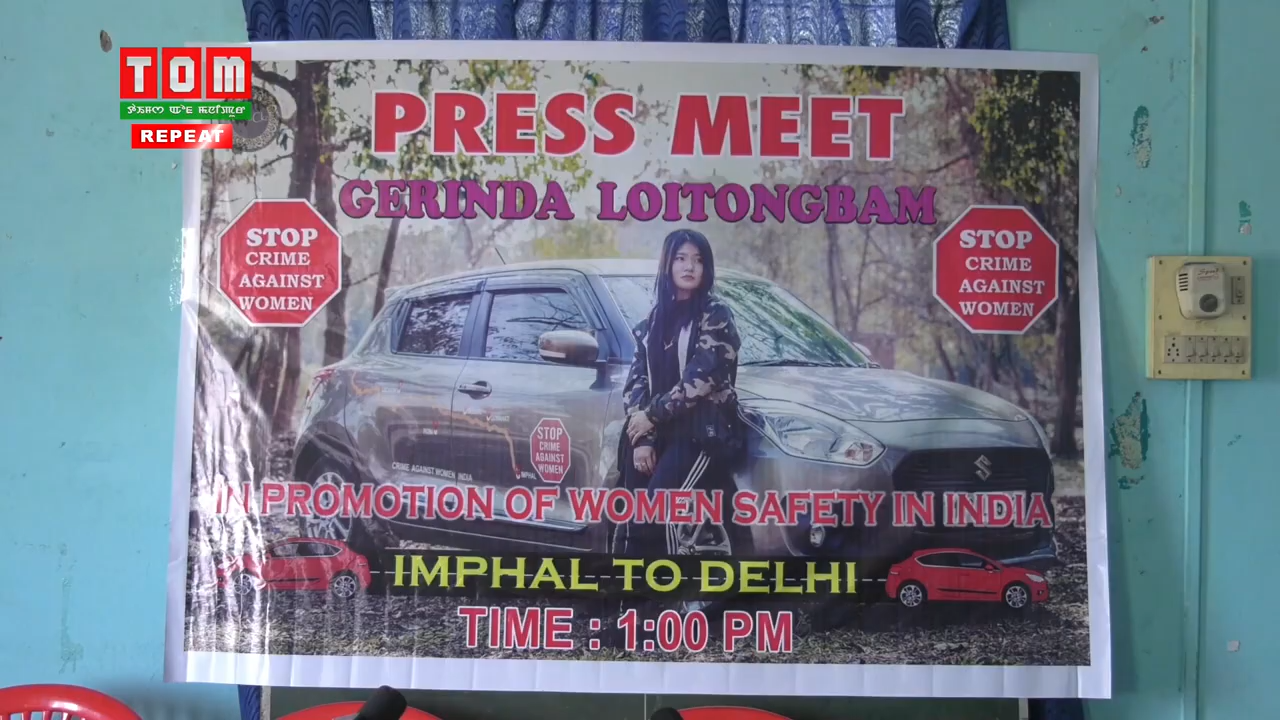 TOM
REPEAT
PRESS MEET
GERINDA LOITONGBAM
STOP
CRIME
AGAINST
WOMEN
STOP
CRIME
AGAINST
WOMEN
STOP
CRIME
AGAINST
WOMEN
CRIME AGAINST WOMEN INDIA
IMPHAL
IN PROMOTION OF WOMEN SAFETY IN INDIA
IMPHAL TO DELHI
TIME : 1:00 PM